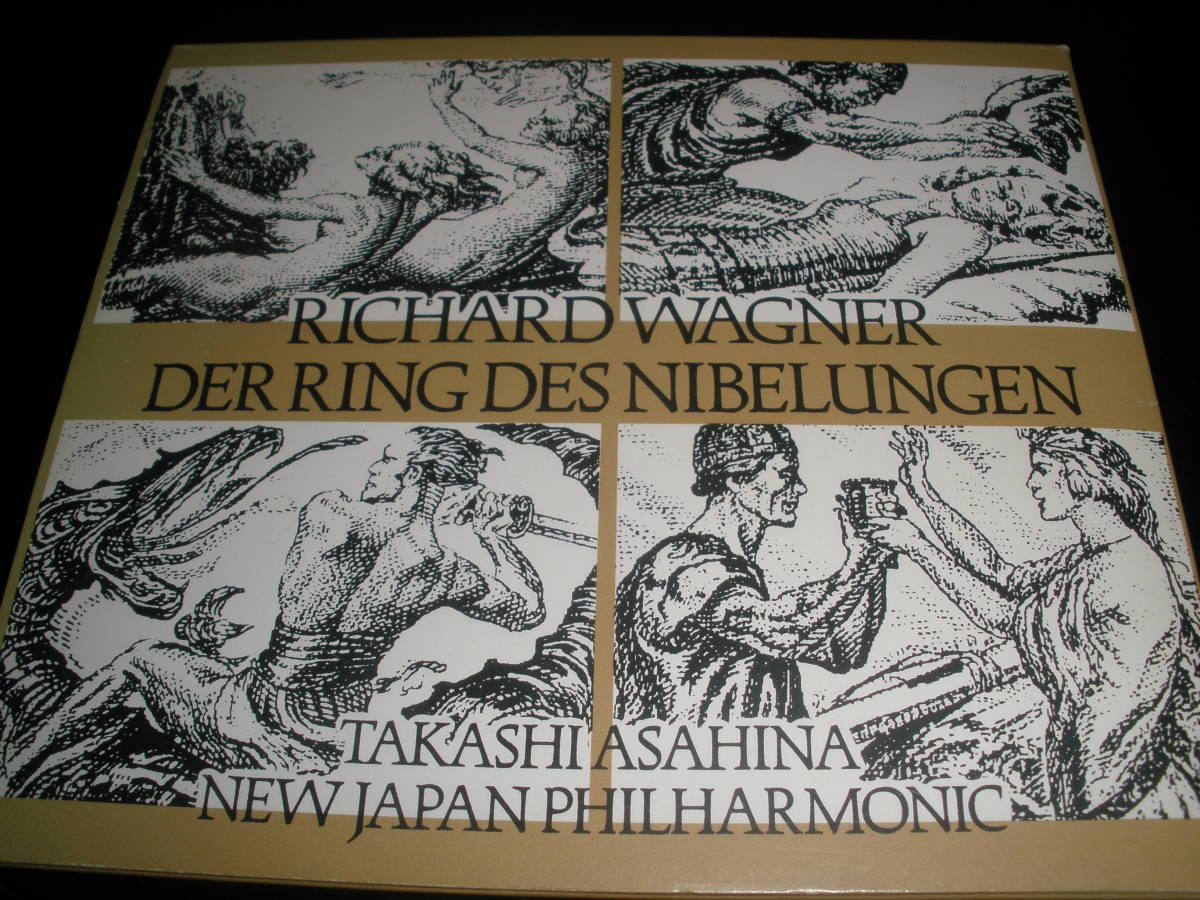 RICHARD WAGNER
DER RING DES NIBELUNGEN
TAKASHI ASAHINA
NEW JAPAN PHILHARMONIC